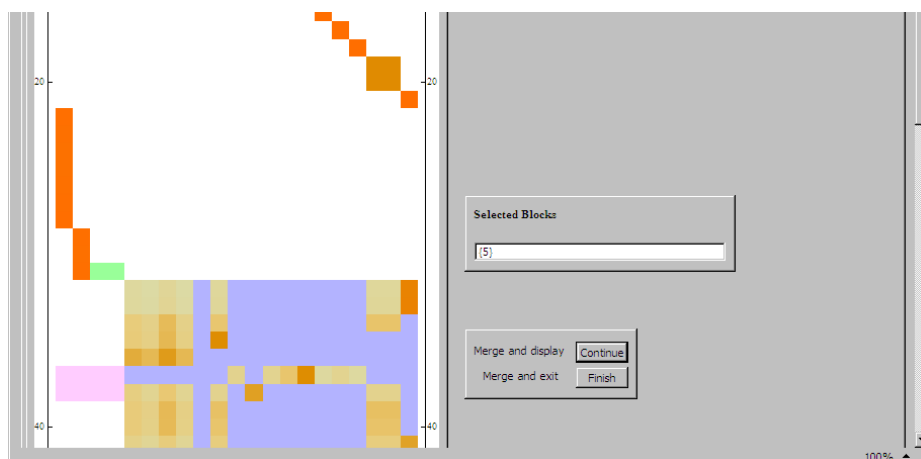 20
20
Selected Blocks
{5}
Merge and display Continue
Merge and exit Finish
40
40
100%